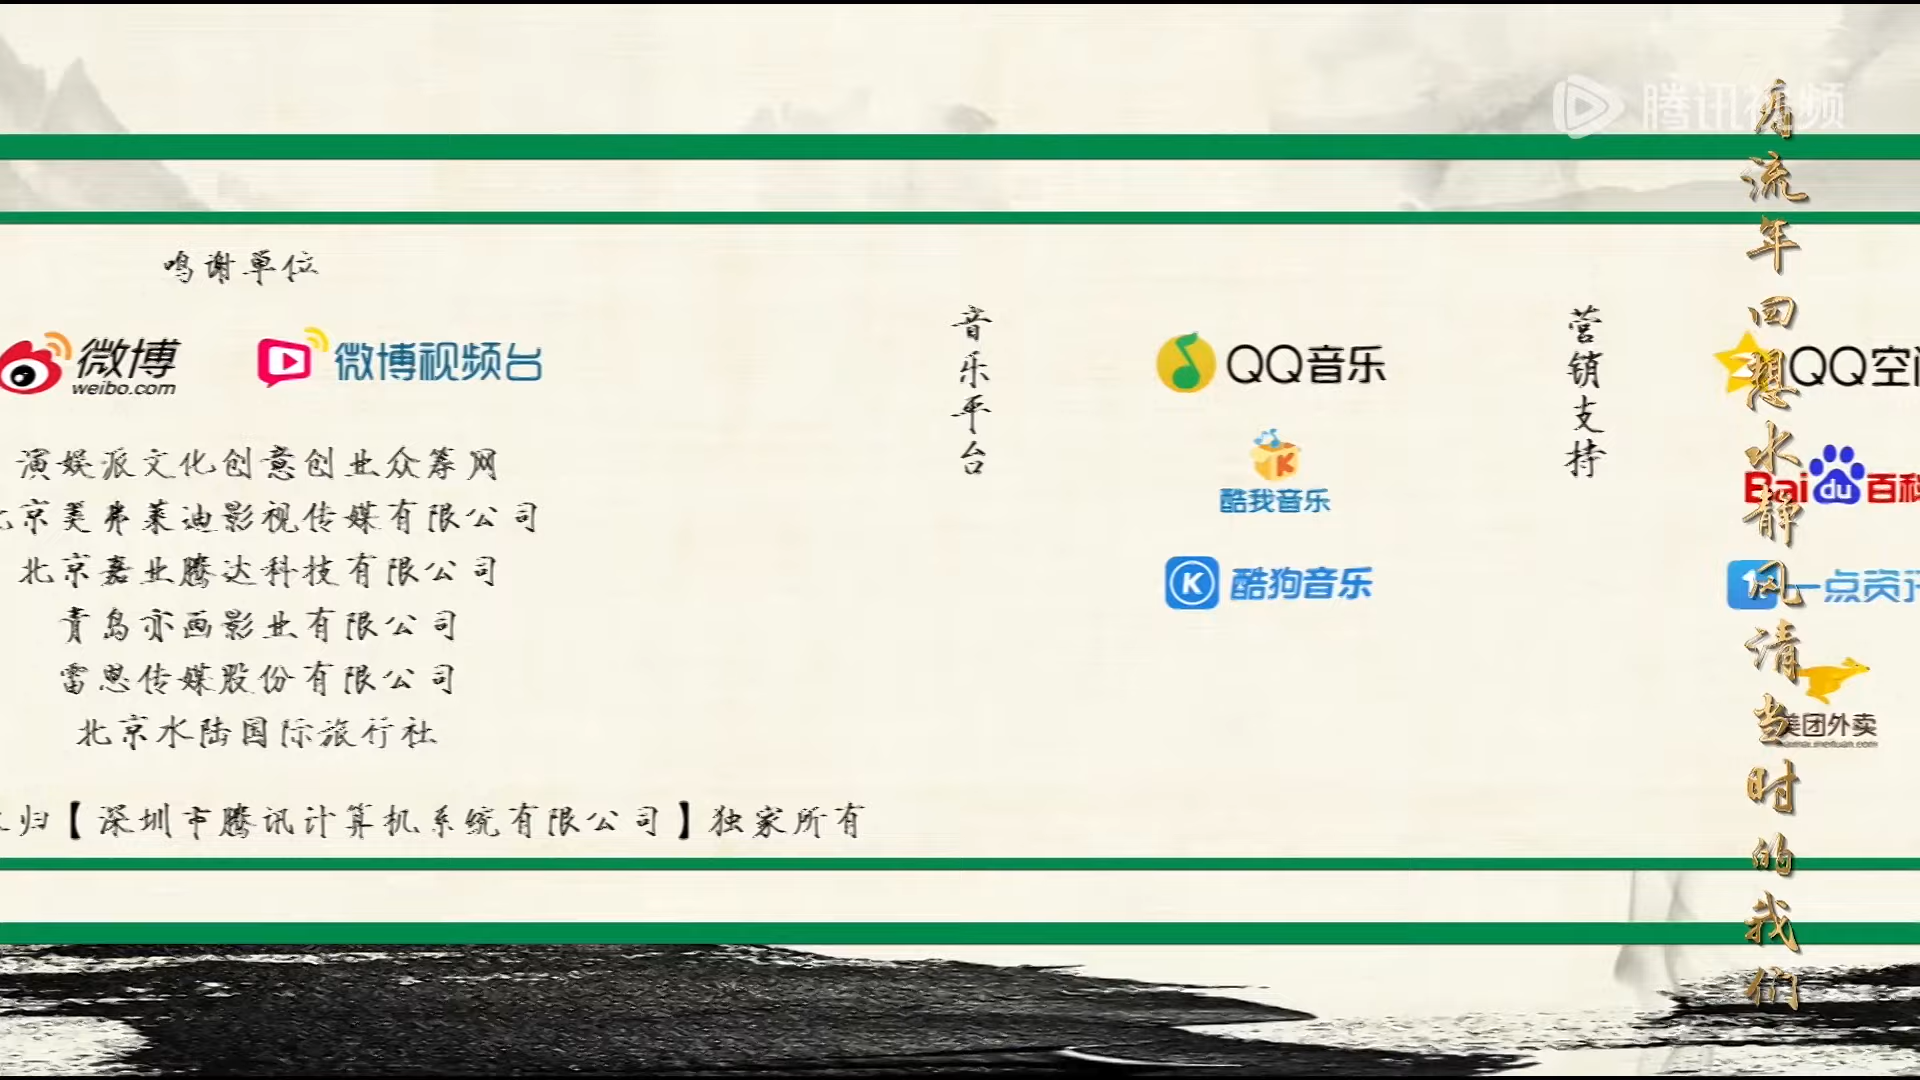 腾讯视频
鸣谢单位
微博
weibo.com
微博视频台
演娱派文化创意创业众筹网
京美弗莱迪影视传媒有限公司
北京嘉业腾达科技有限公司
青岛亦画影业有限公司
雷思传媒股份有限公司
北京水陆国际旅行社
归【深圳市腾讯计算机系统有限公司】独家所有
音乐平台
QQ音乐
酷我音乐
K 酷狗音乐
营销支持
QQ空
Bai du 百科
一点资讯
美团外卖
流年回想水静风清当时的我们